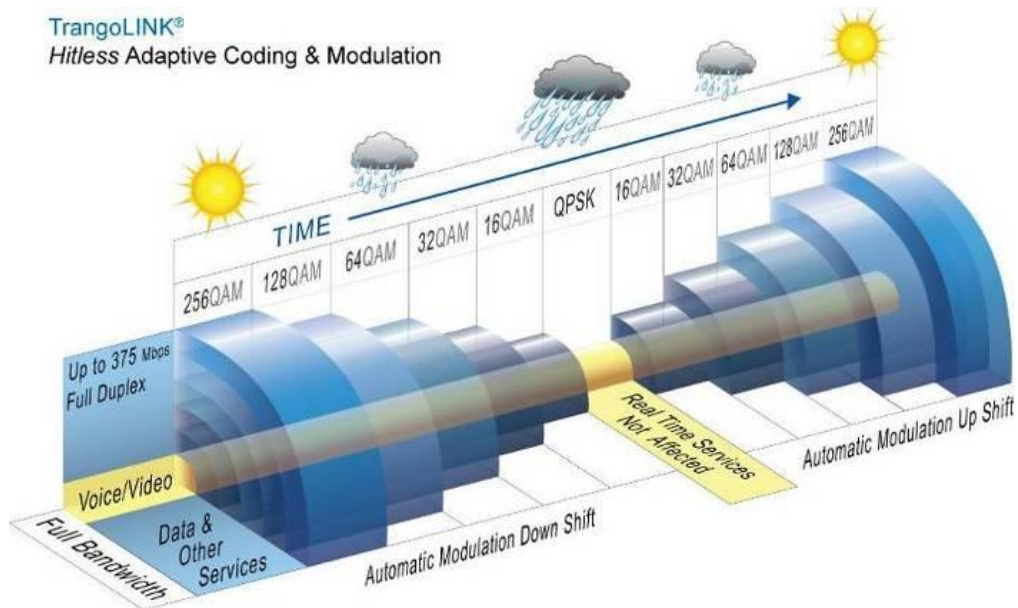 TrangoLINK®
Hitless Adaptive Coding & Modulation
TIME
256QAM
128QAM
64QAM
32QAM
16QAM
QPSK
16QAM
32QAM
64QAM
128QAM
256QAM
Up to 375 Mbps
Full Duplex
Voice/Video
Full Bandwidth
Data &
Other
Services
Automatic Modulation Down Shift
Real Time Services
Not Affected
Automatic Modulation Up Shift